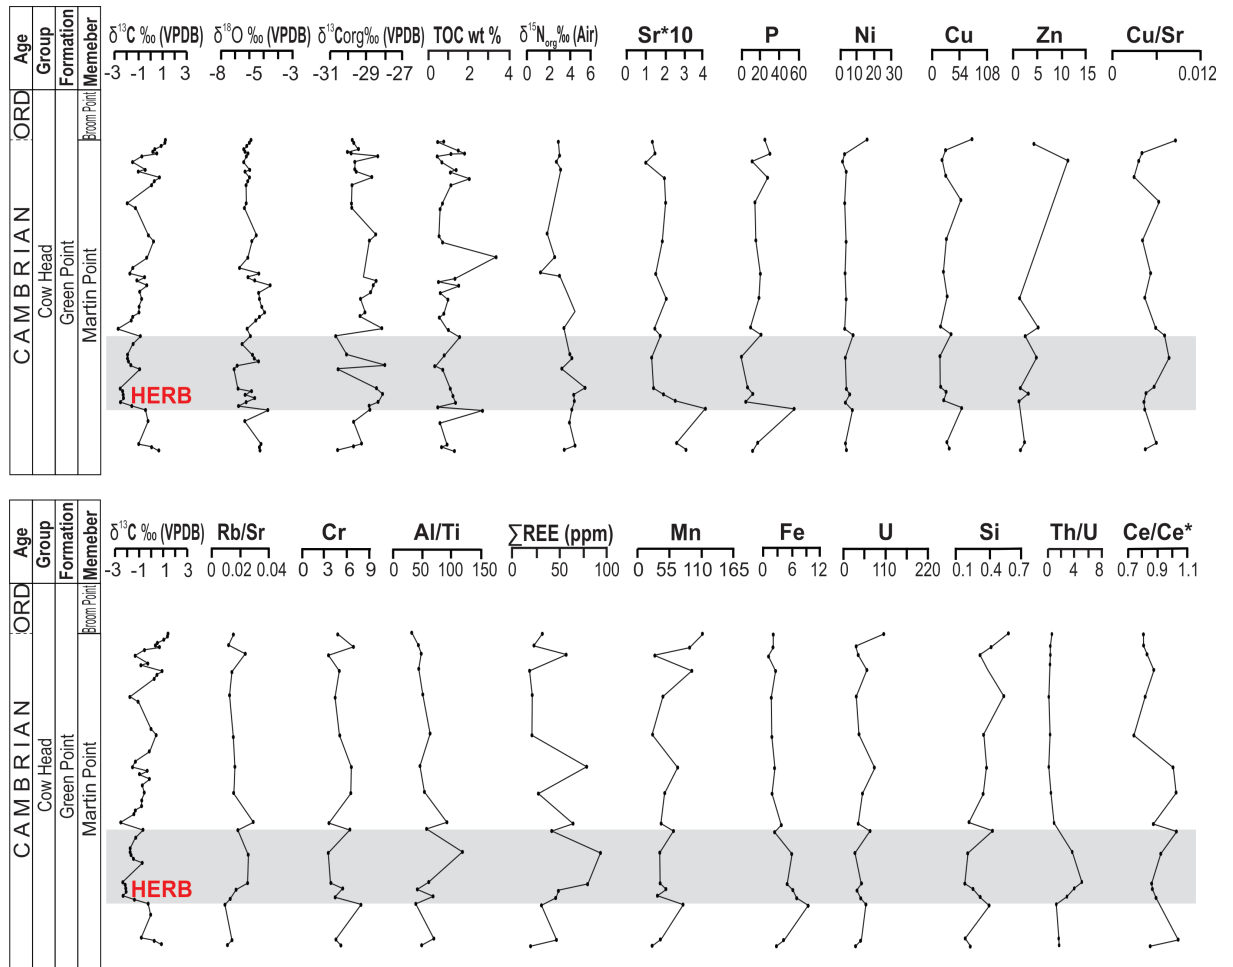 Age Group Formation Memeber
δ¹³C ‰ (VPDB) δ¹⁸O ‰ (VPDB) δ¹³Corg‰ (VPDB) TOC wt % δ¹⁵Norg‰ (Air) Sr*10 P Ni Cu Zn Cu/Sr
-3 -1 1 3 -8 -5 -3 -31 -29 -27 0 2 4 0 2 4 6 0 1 2 3 4 0 20 40 60 0 10 20 30 0 54 108 0 5 10 15 0 0.012
ORD Broom Point
CAMBRIAN Cow Head Green Point Martin Point
HERB
Age Group Formation Memeber
δ¹³C ‰ (VPDB) Rb/Sr Cr Al/Ti ∑REE (ppm) Mn Fe U Si Th/U Ce/Ce*
-3 -1 1 3 0 0.02 0.04 0 3 6 9 0 50 100 150 0 50 100 0 55 110 165 0 6 12 0 110 220 0.1 0.4 0.7 0 4 8 0.7 0.9 1.1
ORD Broom Point
CAMBRIAN Cow Head Green Point Martin Point
HERB